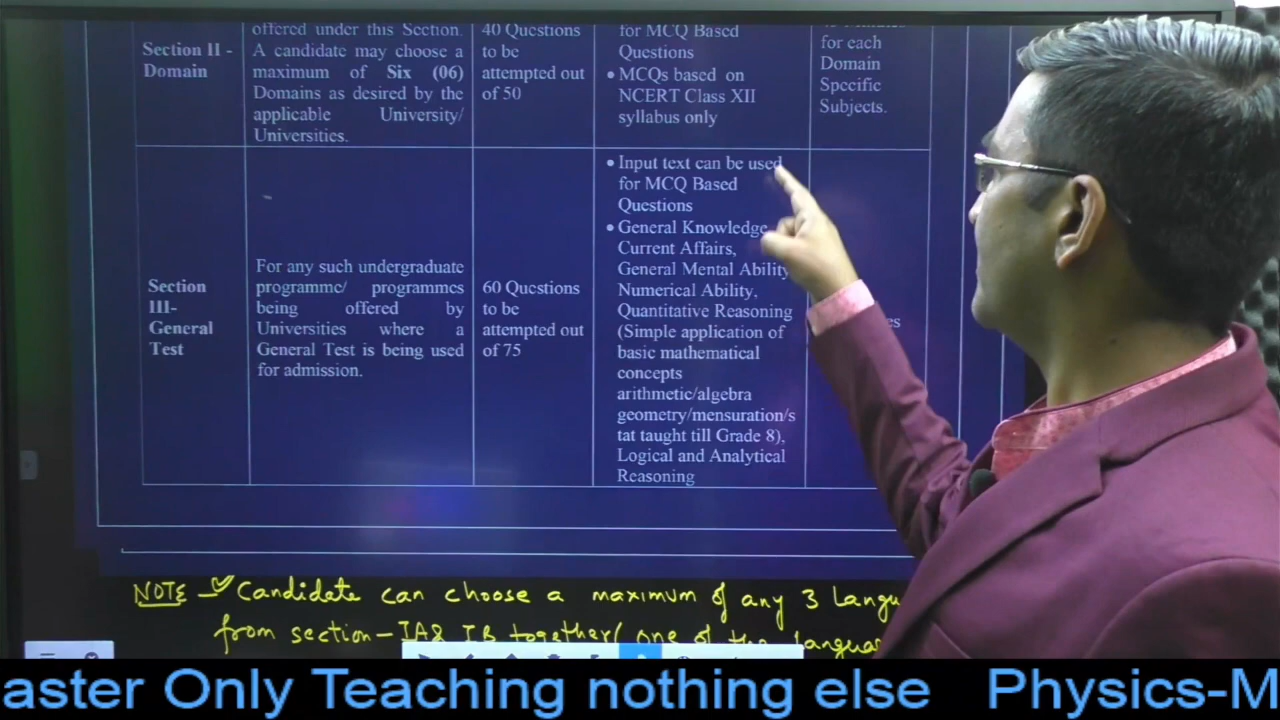 Section II -
Domain
offered under this Section.
A candidate may choose a
maximum of Six (06)
Domains as desired by the
applicable University/
Universities.
40 Questions
to be
attempted out
of 50
for MCQ Based
Questions
• MCQs based on
NCERT Class XII
syllabus only
for each
Domain
Specific
Subjects.
Section
III-
General
Test
For any such undergraduate
programme/ programmes
being offered by
Universities where a
General Test is being used
for admission.
60 Questions
to be
attempted out
of 75
• Input text can be used
for MCQ Based
Questions
• General Knowledge,
Current Affairs,
General Mental Ability,
Numerical Ability,
Quantitative Reasoning
(Simple application of
basic mathematical
concepts
arithmetic/algebra
geometry/mensuration/s
tat taught till Grade 8),
Logical and Analytical
Reasoning
NOTE - Candidate can choose a maximum of any 3 Langu
from section - IA& IB together/ one of the languag
aster Only Teaching nothing else Physics-M